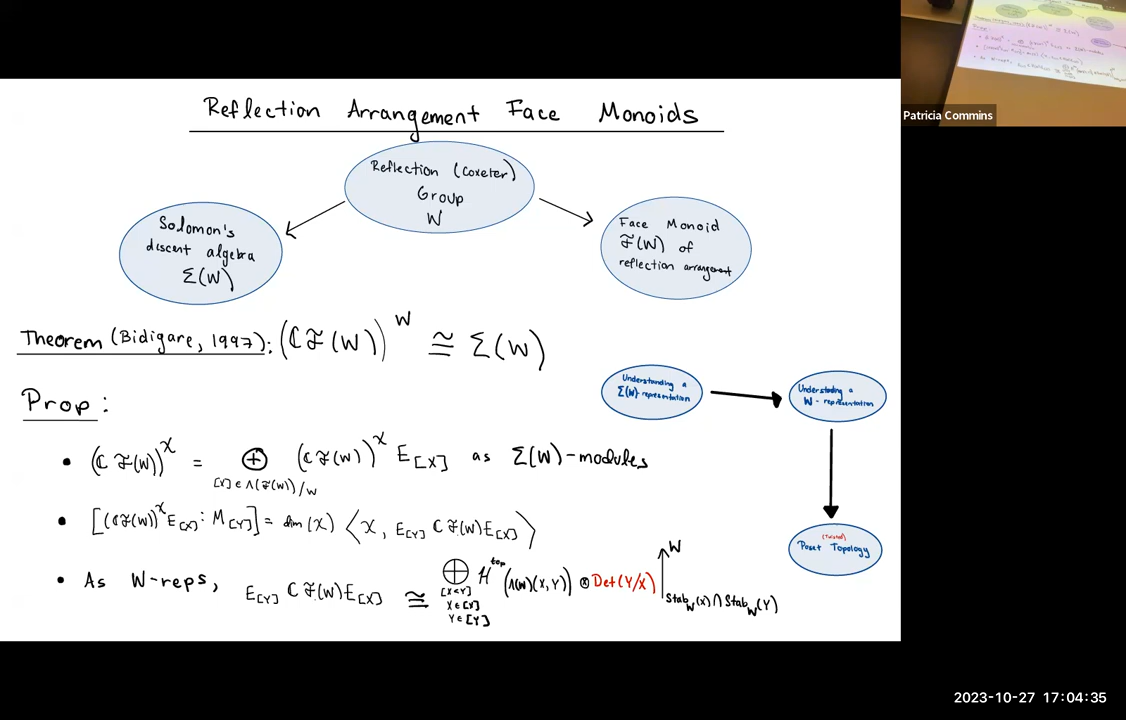 Reflection Arrangement Face Monoids
Reflection (Coxeter)
Group
W
Solomon's
descent algebra
Σ(W)
Face Monoid
ℱ(W) of
reflection arrangement
Theorem (Bidigare, 1997): (ℂℱ(W))^W ≅ Σ(W)
Understanding a
Σ(W)-representation
Understanding a
W-representation
(Twisted)
Poset Topology
Prop:
• (ℂℱ(W))^χ = ⊕_{[X]∈Λ(ℱ(W))/W} (ℂℱ(W))^χ E_[X] as Σ(W)-modules
• [(ℂℱ(W))^χ E_[X] : M_[Y]] = dim(χ) ⟨χ, E_[Y] ℂℱ(W) E_[X]⟩
• As W-reps, E_[Y] ℂℱ(W) E_[X] ≅ ⊕_{[X<Y] X∈[X] Y∈[Y]} H^top (Λ(W)(X,Y)) ⊗ Det(Y/X) ↑^W_{Stab_W(X)∩Stab_W(Y)}
Patricia Commins
2023-10-27 17:04:35